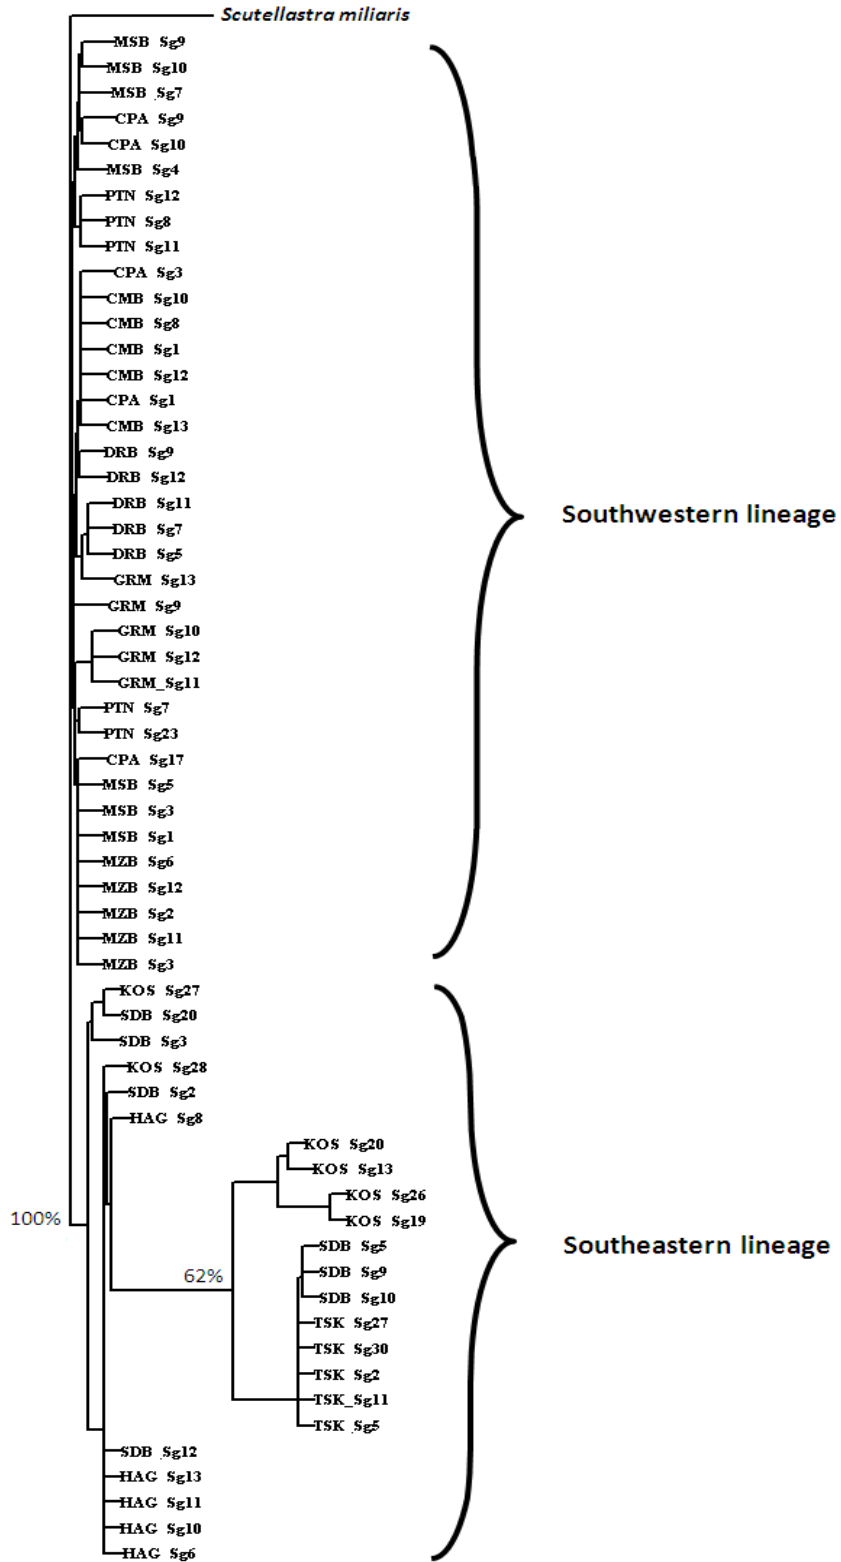 Scutellastra miliaris
MSB Sg9
MSB Sg10
MSB Sg7
CPA Sg9
CPA Sg10
MSB Sg4
PTN Sg12
PTN Sg8
PTN Sg11
CPA Sg3
CMB Sg10
CMB Sg8
CMB Sg1
CMB Sg12
CPA Sg1
CMB Sg13
DRB Sg9
DRB Sg12
DRB Sg11
Southwestern lineage
DRB Sg7
DRB Sg5
GRM Sg13
GRM Sg9
GRM Sg10
GRM Sg12
GRM_Sg11
PTN Sg7
PTN Sg23
CPA Sg17
MSB Sg5
MSB Sg3
MSB Sg1
MZB Sg6
MZB Sg12
MZB Sg2
MZB Sg11
MZB Sg3
KOS Sg27
SDB Sg20
SDB Sg3
KOS Sg28
SDB Sg2
HAG Sg8
KOS Sg20
KOS Sg13
KOS Sg26
100%
KOS Sg19
SDB Sg5
Southeastern lineage
SDB Sg9
62%
SDB Sg10
TSK Sg27
TSK Sg30
TSK Sg2
TSK_Sg11
TSK Sg5
SDB Sg12
HAG Sg13
HAG Sg11
HAG Sg10
HAG Sg6